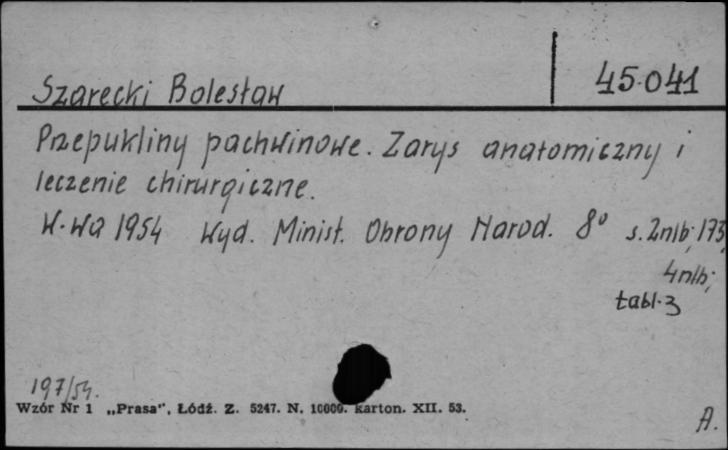 Szarecki Bolesław
45.041
Przepukliny pachwinowe. Zarys anatomiczny i
leczenie chirurgiczne.
W-wa 1954 Wyd. Minist. Obrony Narod. 8° s. 2nlb; 173,
4nlb;
tabl. 3
197/54.
Wzór Nr 1 „Prasa", Łódź. Z. 5247. N. 10000. karton. XII. 53.
A.